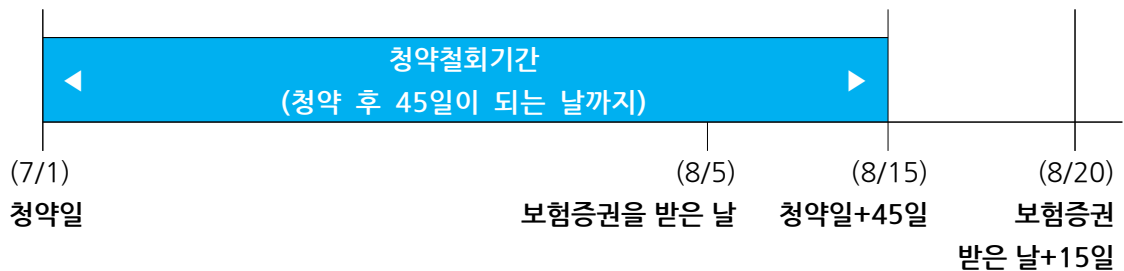 청약철회기간
(청약 후 45일이 되는 날까지)
(7/1) (8/5) (8/15) (8/20)
청약일 보험증권을 받은 날 청약일+45일 보험증권
받은 날+15일